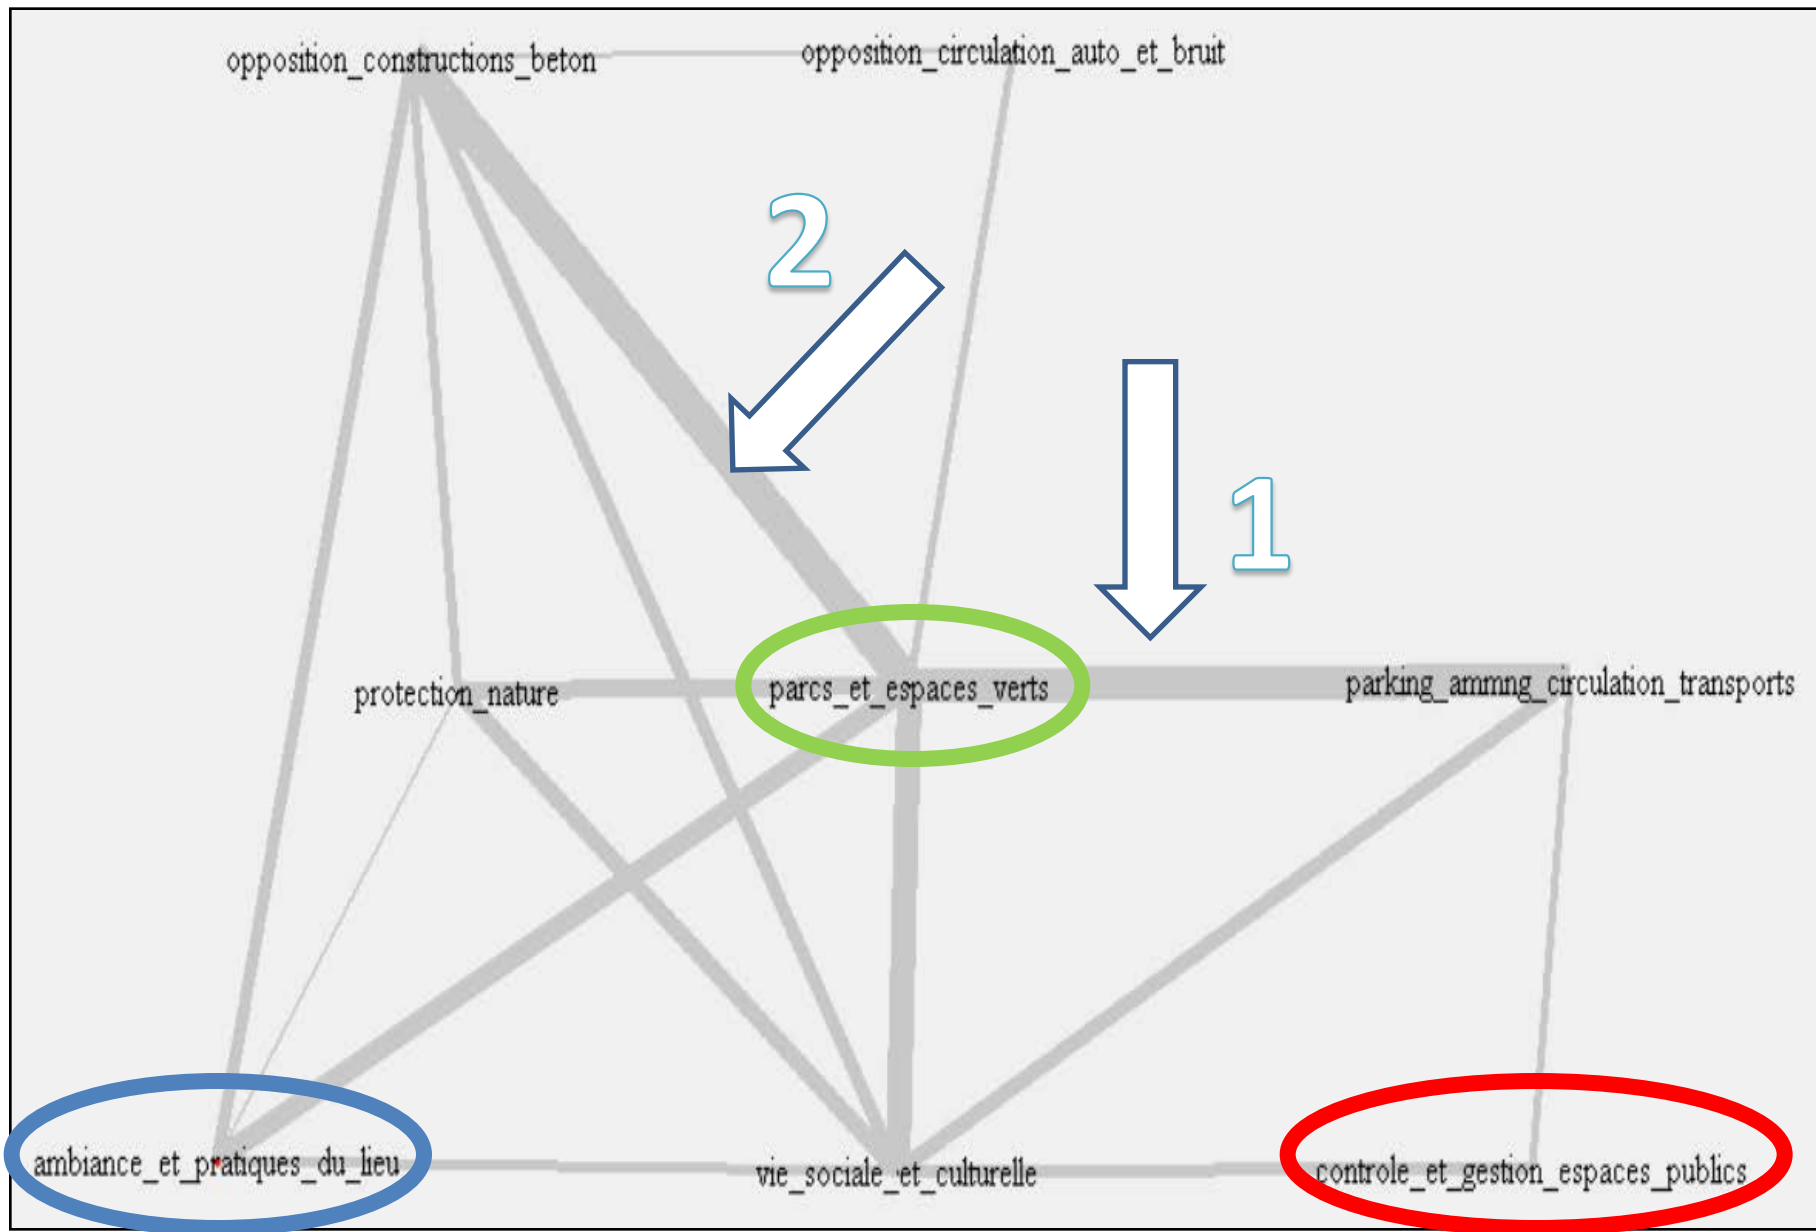 opposition_constructions_beton
opposition_circulation_auto_et_bruit
2
1
protection_nature
parcs_et_espaces_verts
parking_ammng_circulation_transports
ambiance_et_pratiques_du_lieu
vie_sociale_et_culturelle
controle_et_gestion_espaces_publics